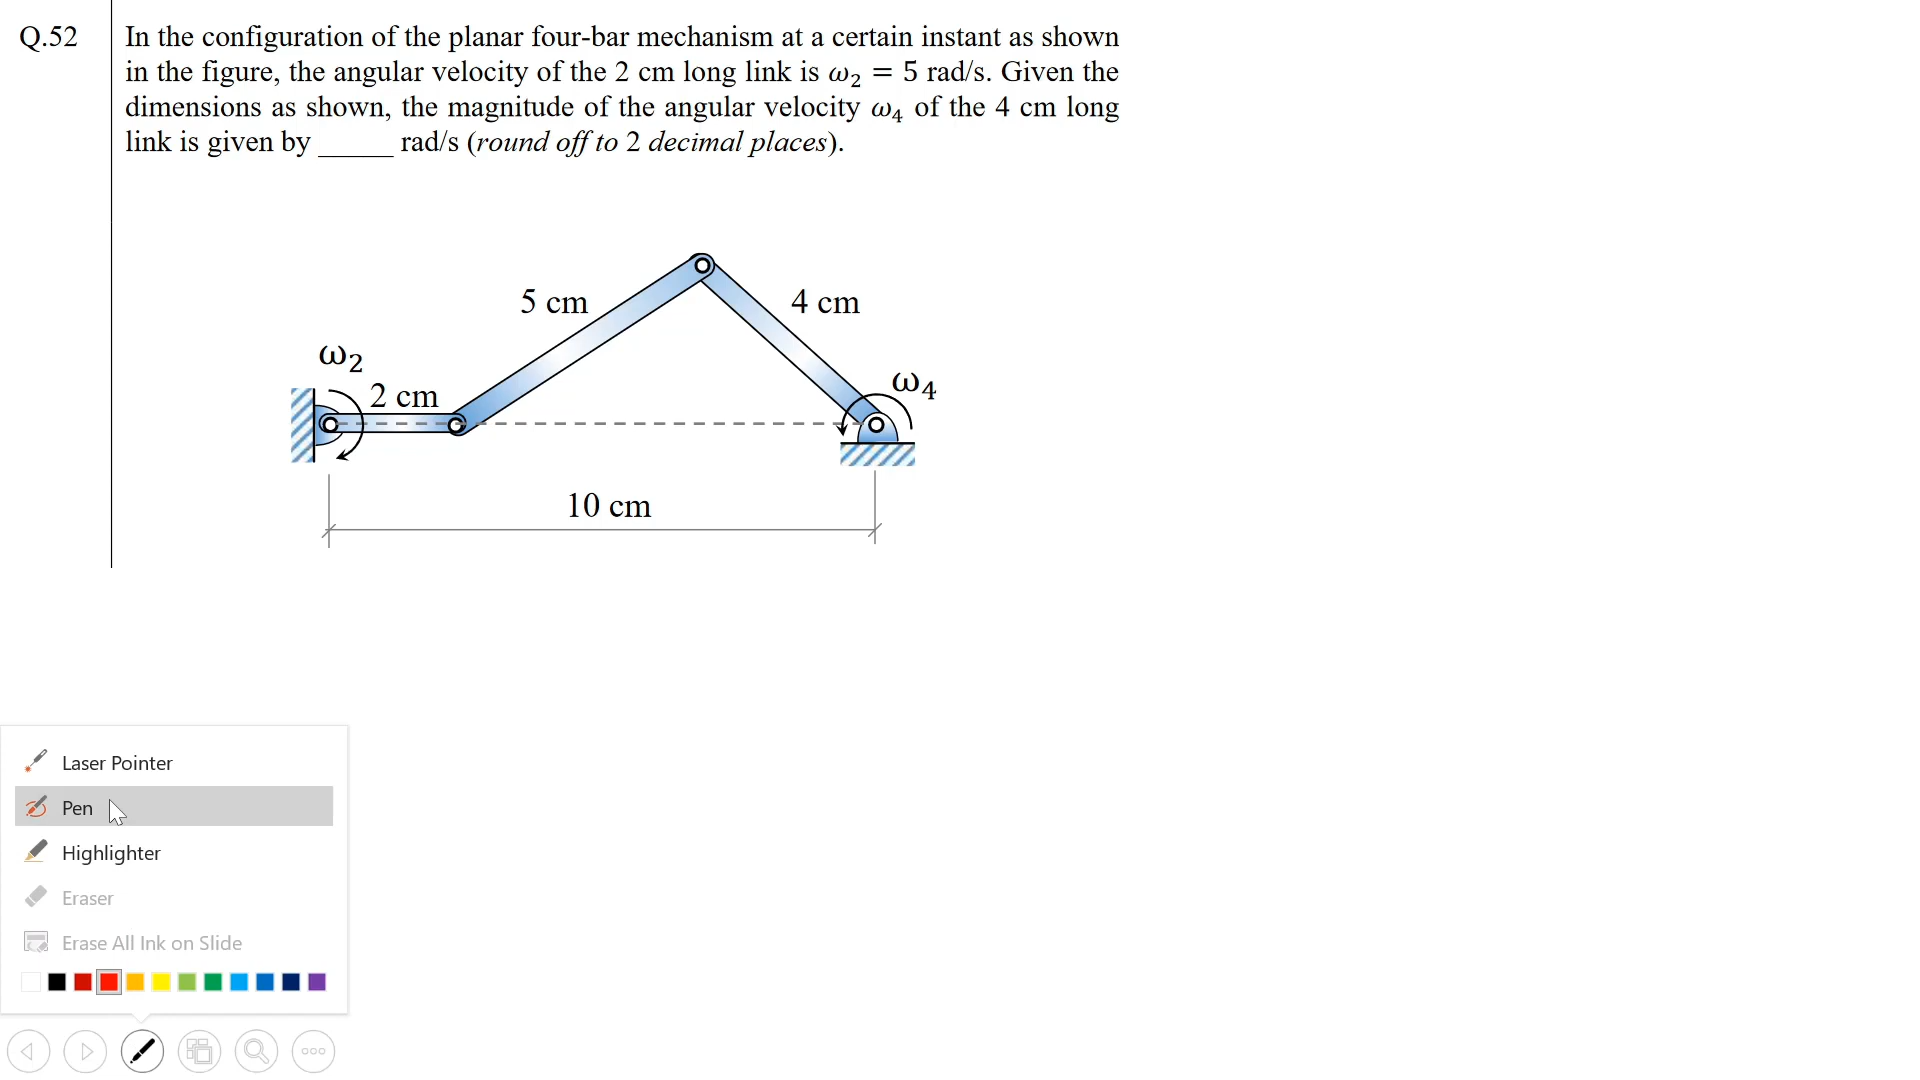 Q.52
In the configuration of the planar four-bar mechanism at a certain instant as shown
in the figure, the angular velocity of the 2 cm long link is ω₂ = 5 rad/s. Given the
dimensions as shown, the magnitude of the angular velocity ω₄ of the 4 cm long
link is given by _____ rad/s (round off to 2 decimal places).
5 cm
4 cm
ω₂
2 cm
ω₄
10 cm
Laser Pointer
Pen
Highlighter
Eraser
Erase All Ink on Slide